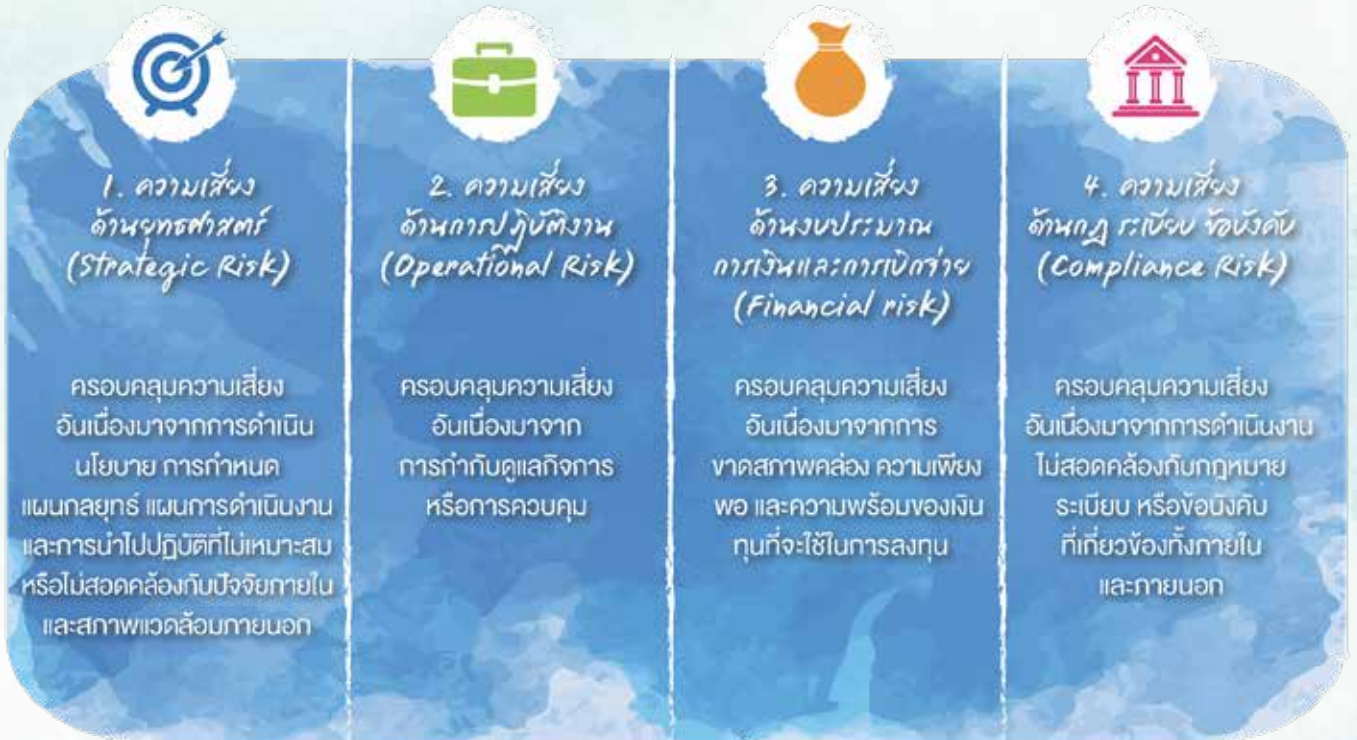 1. ความเสี่ยง
ด้านยุทธศาสตร์
(Strategic Risk)
ครอบคลุมความเสี่ยง
อันเนื่องมาจากการดำเนิน
นโยบาย การกำหนด
แผนกลยุทธ์ แผนการดำเนินงาน
และการนำไปปฏิบัติที่ไม่เหมาะสม
หรือไม่สอดคล้องกับปัจจัยภายใน
และสภาพแวดล้อมภายนอก
2. ความเสี่ยง
ด้านการปฏิบัติงาน
(Operational Risk)
ครอบคลุมความเสี่ยง
อันเนื่องมาจาก
การกำกับดูแลกิจการ
หรือการควบคุม
3. ความเสี่ยง
ด้านงบประมาณ
การเงินและการเบิกจ่าย
(Financial risk)
ครอบคลุมความเสี่ยง
อันเนื่องมาจากการ
ขาดสภาพคล่อง ความเพียง
พอ และความพร้อมของเงิน
ทุนที่จะใช้ในการลงทุน
4. ความเสี่ยง
ด้านกฎ ระเบียบ ข้อบังคับ
(Compliance Risk)
ครอบคลุมความเสี่ยง
อันเนื่องมาจากการดำเนินงาน
ไม่สอดคล้องกับกฎหมาย
ระเบียบ หรือข้อบังคับ
ที่เกี่ยวข้องทั้งภายใน
และภายนอก